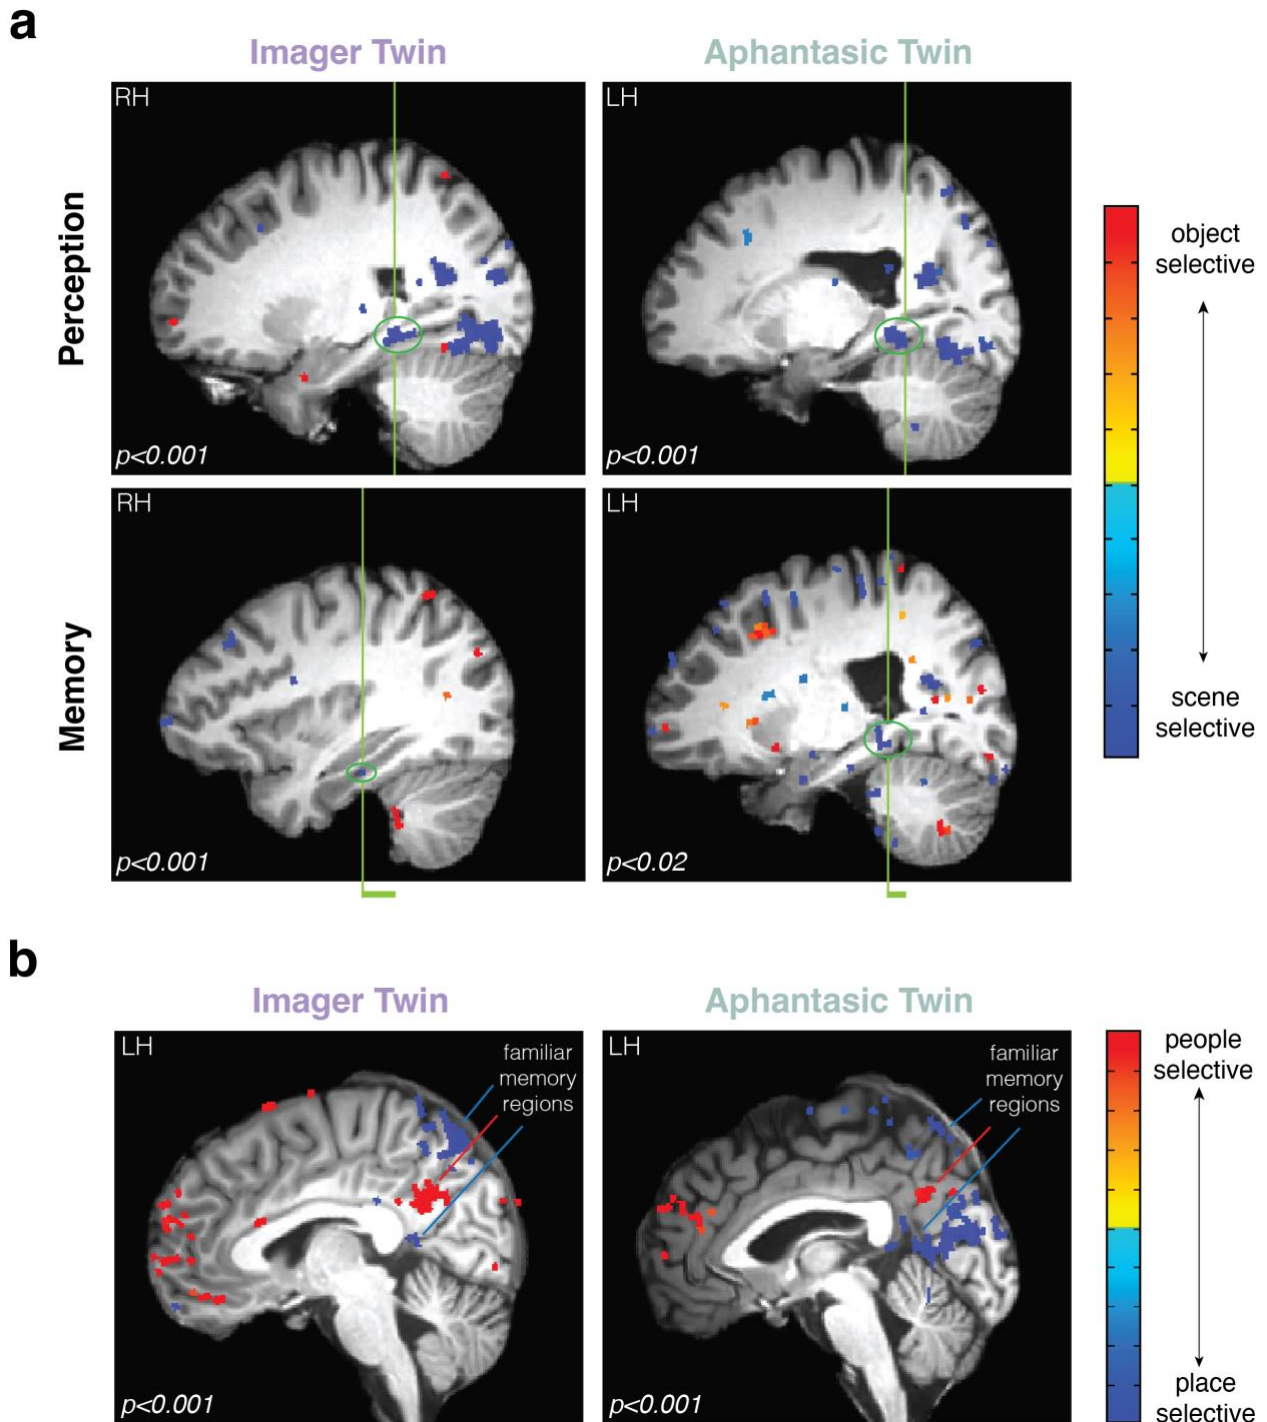 a
Imager Twin
Aphantasic Twin
Perception
RH
p<0.001
LH
p<0.001
object
selective
scene
selective
Memory
RH
p<0.001
LH
p<0.02
b
Imager Twin
Aphantasic Twin
LH
familiar
memory
regions
p<0.001
LH
familiar
memory
regions
p<0.001
people
selective
place
selective